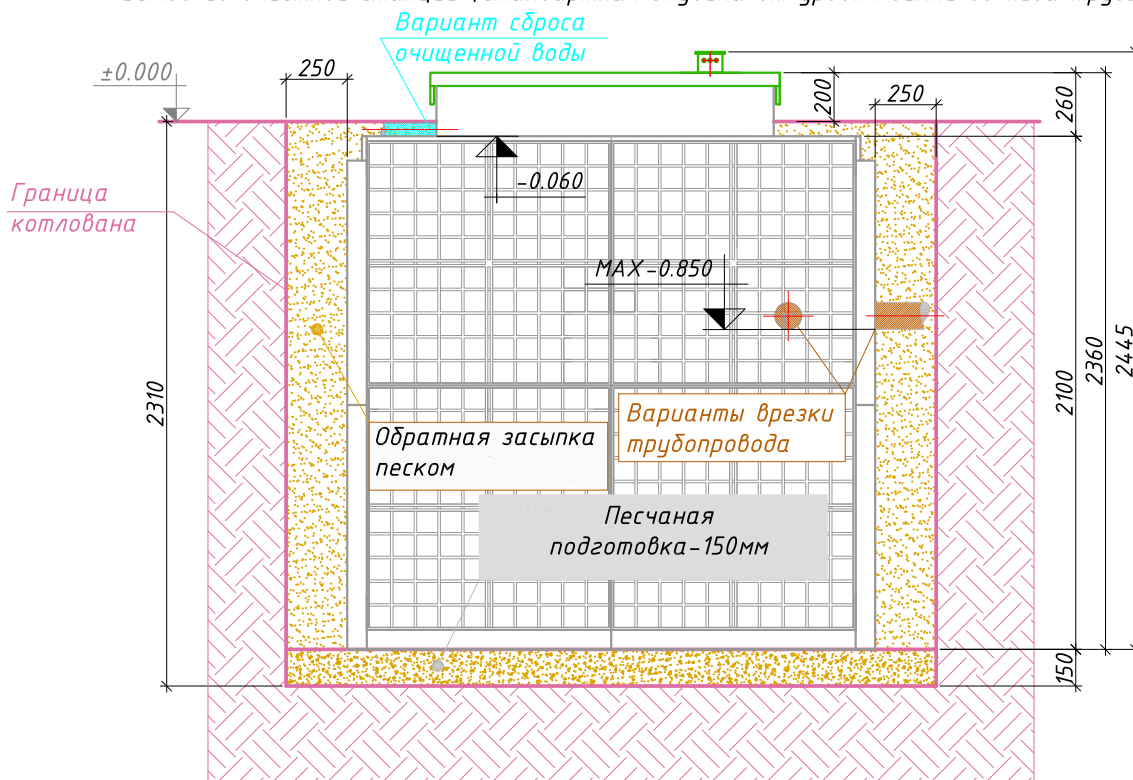 Вариант сброса
очищенной воды
±0.000
250
200
250
260
-0.060
Граница
котлована
MAX-0.850
2310
2100
2360
2445
Варианты врезки
трубопровода
Обратная засыпка
песком
Песчаная
подготовка-150мм
150